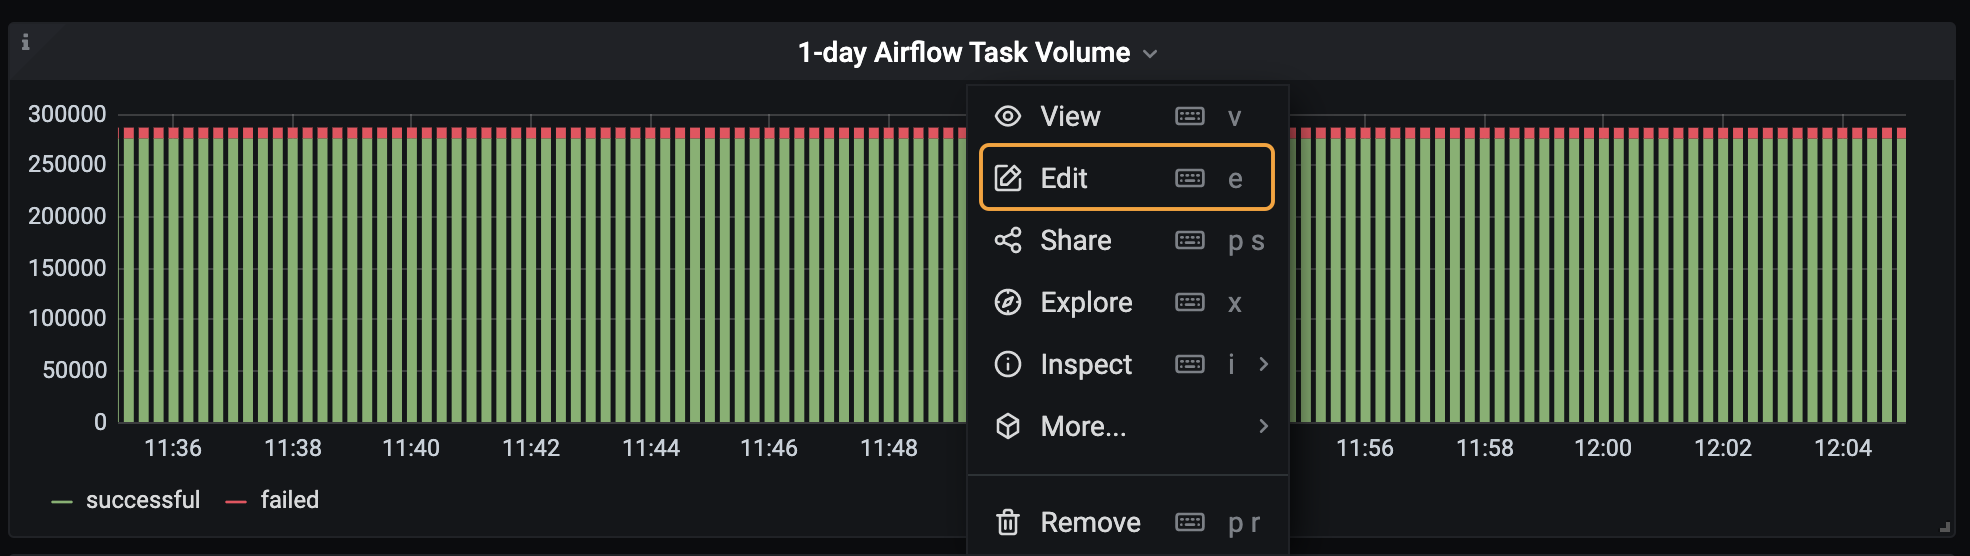 1-day Airflow Task Volume
300000
250000
200000
150000
100000
50000
0
11:36 11:38 11:40 11:42 11:44 11:46 11:48 11:56 11:58 12:00 12:02 12:04
successful failed
View v
Edit e
Share p s
Explore x
Inspect i
More...
Remove p r